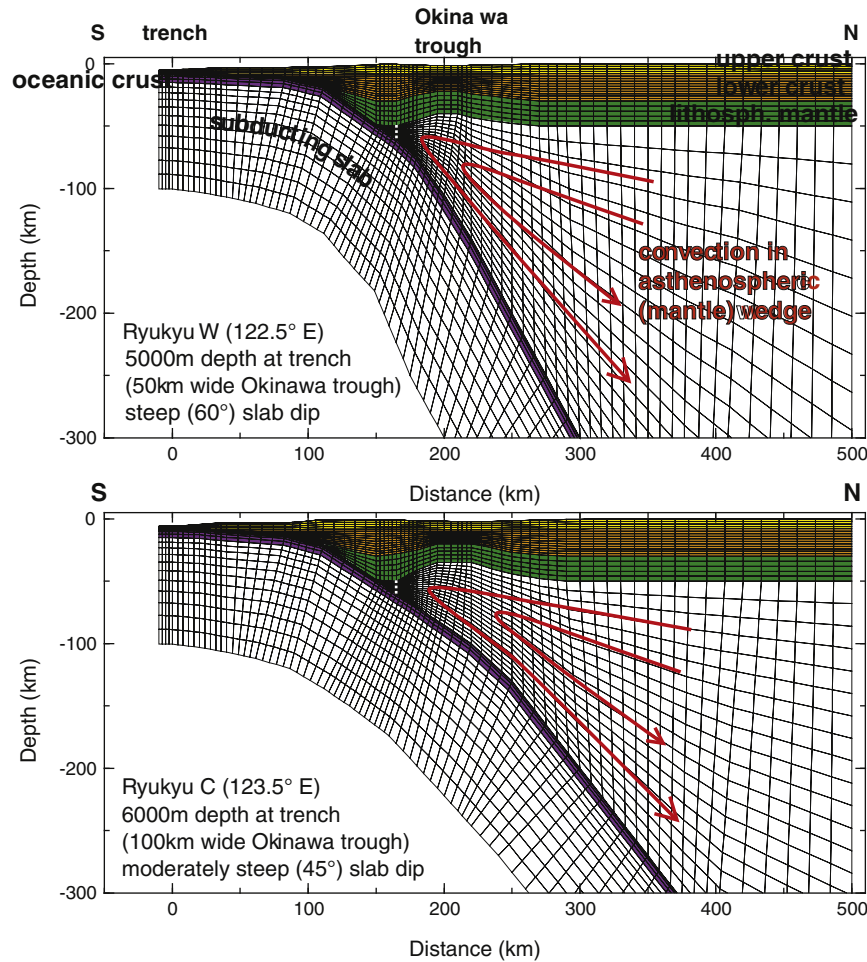 S trench Okina wa N
trough
0
upper crust
oceanic crust
lower crust
lithosph. mantle
subducting slab
-100
convection in
asthenospheric
(mantle) wedge
Depth (km)
-200
Ryukyu W (122.5° E)
5000m depth at trench
(50km wide Okinawa trough)
steep (60°) slab dip
-300
0 100 200 300 400 500
Distance (km)
S N
0
-100
Depth (km)
-200
Ryukyu C (123.5° E)
6000m depth at trench
(100km wide Okinawa trough)
moderately steep (45°) slab dip
-300
0 100 200 300 400 500
Distance (km)